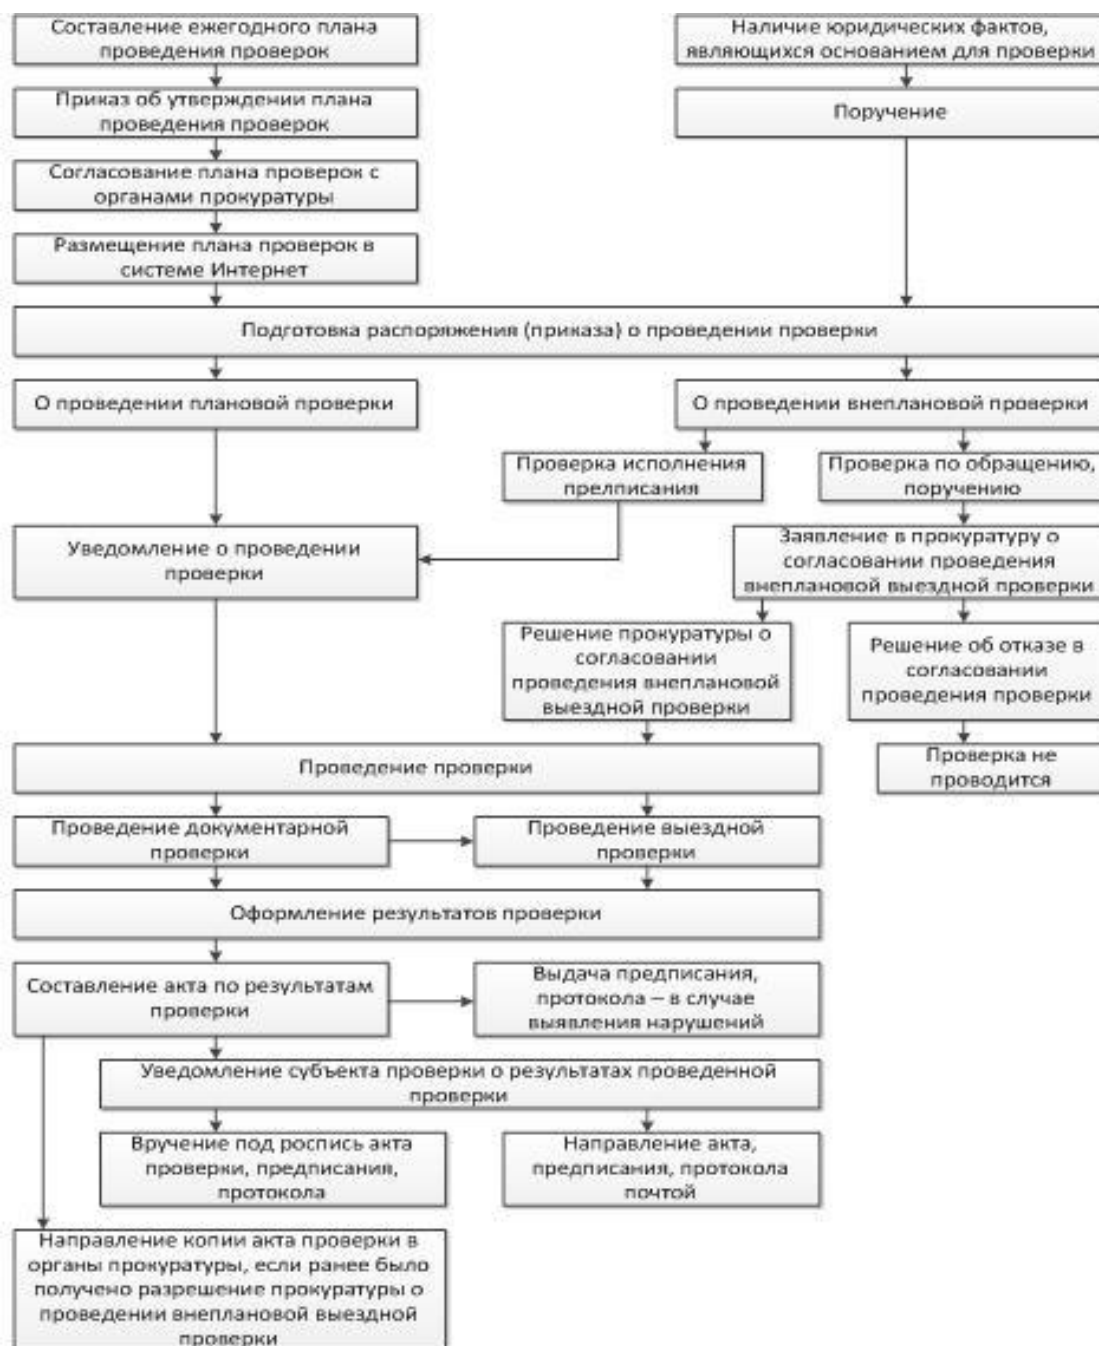 Составление ежегодного плана
проведения проверок
Наличие юридических фактов,
являющихся основанием для проверки
Приказ об утверждении плана
проведения проверок
Поручение
Согласование плана проверок с
органами прокуратуры
Размещение плана проверок в
системе Интернет
Подготовка распоряжения (приказа) о проведении проверки
О проведении плановой проверки
О проведении внеплановой проверки
Проверка исполнения
прелписания
Проверка по обращению,
поручению
Уведомление о проведении
проверки
Заявление в прокуратуру о
согласовании проведения
внеплановой выездной проверки
Решение прокуратуры о
согласовании
проведения внеплановой
выездной проверки
Решение об отказе в
согласовании
проведения проверки
Проведение проверки
Проверка не
проводится
Проведение документарной
проверки
Проведение выездной
проверки
Оформление результатов проверки
Составление акта по результатам
проверки
Выдача предписания,
протокола – в случае
выявления нарушений
Уведомление субъекта проверки о результатах проведенной
проверки
Вручение под роспись акта
проверки, предписания,
протокола
Направление акта,
предписания, протокола
почтой
Направление копии акта проверки в
органы прокуратуры, если ранее было
получено разрешение прокуратуры о
проведении внеплановой выездной
проверки